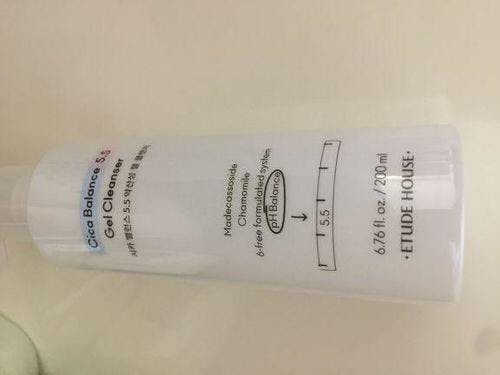 Cica Balance 5.5
Gel Cleanser
시카 밸런스 5.5 약산성 젤 클렌저
Madecassoside
Chamomile
6-free formulated system
pH Balance
↓
5.5
6.76 fl. oz. / 200 ml
·ETUDE HOUSE·